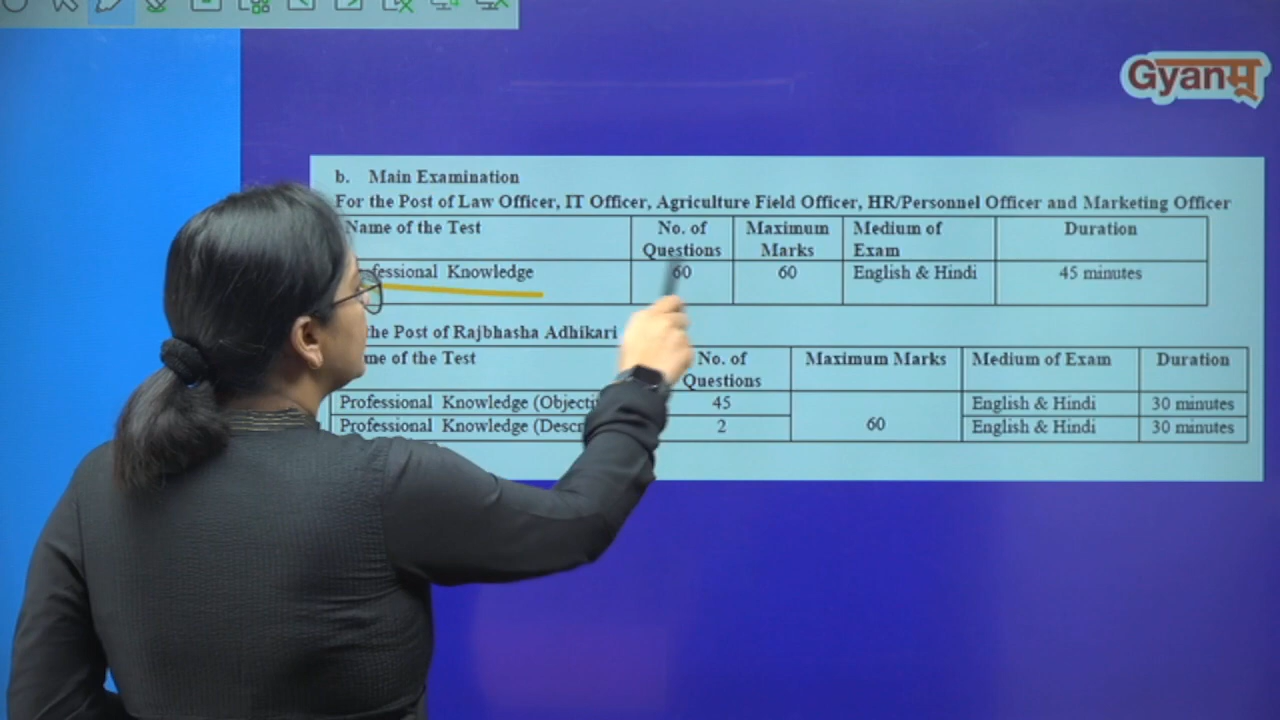 Gyanम्
b. Main Examination
For the Post of Law Officer, IT Officer, Agriculture Field Officer, HR/Personnel Officer and Marketing Officer
Name of the Test No. of Questions Maximum Marks Medium of Exam Duration
fessional Knowledge 60 60 English & Hindi 45 minutes
the Post of Rajbhasha Adhikari
me of the Test No. of Questions Maximum Marks Medium of Exam Duration
Professional Knowledge (Objecti 45 60 English & Hindi 30 minutes
Professional Knowledge (Descr 2 English & Hindi 30 minutes